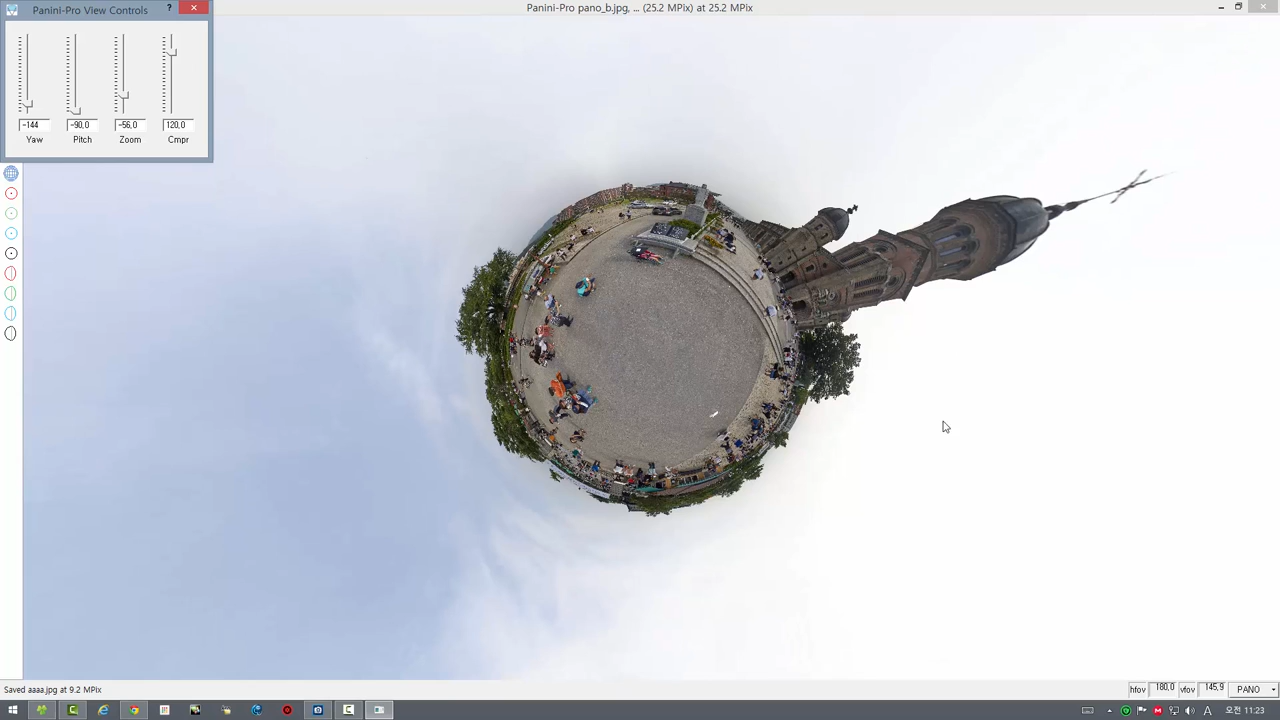 Panini-Pro View Controls
?
Panini-Pro pano_b.jpg, ... (25.2 MPix) at 25.2 MPix
-144
-90,0
-56,0
120,0
Yaw
Pitch
Zoom
Cmpr
Saved aaaa.jpg at 9.2 MPix
hfov 180,0 vfov 145,9 PANO
A 오전 11:23